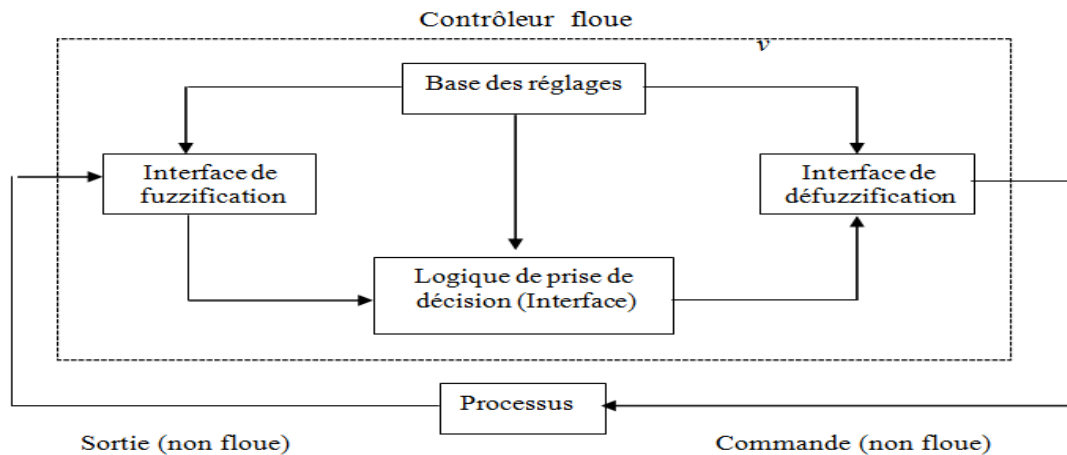 Contrôleur floue
v
Base des réglages
Interface de
fuzzification
Interface de
défuzzification
Logique de prise de
décision (Interface)
Processus
Sortie (non floue)
Commande (non floue)